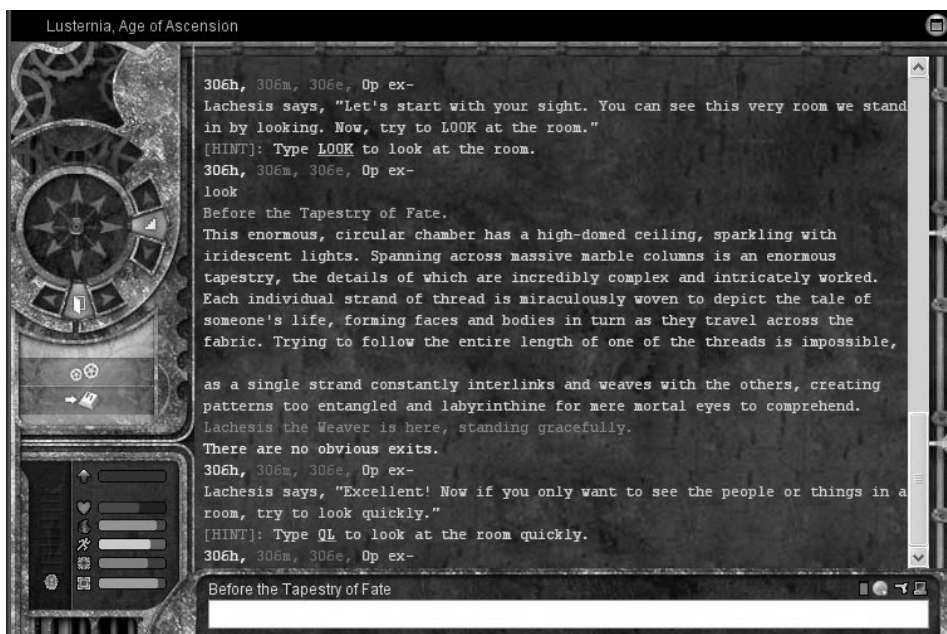 Lusternia, Age of Ascension
306h, 306m, 306e, 0p ex-
Lachesis says, "Let's start with your sight. You can see this very room we stand
in by looking. Now, try to LOOK at the room."
[HINT]: Type LOOK to look at the room.
306h, 306m, 306e, 0p ex-
look
Before the Tapestry of Fate.
This enormous, circular chamber has a high-domed ceiling, sparkling with
iridescent lights. Spanning across massive marble columns is an enormous
tapestry, the details of which are incredibly complex and intricately worked.
Each individual strand of thread is miraculously woven to depict the tale of
someone's life, forming faces and bodies in turn as they travel across the
fabric. Trying to follow the entire length of one of the threads is impossible,
as a single strand constantly interlinks and weaves with the others, creating
patterns too entangled and labyrinthine for mere mortal eyes to comprehend.
Lachesis the Weaver is here, standing gracefully.
There are no obvious exits.
306h, 306m, 306e, 0p ex-
Lachesis says, "Excellent! Now if you only want to see the people or things in a
room, try to look quickly."
[HINT]: Type QL to look at the room quickly.
306h, 306m, 306e, 0p ex-
Before the Tapestry of Fate